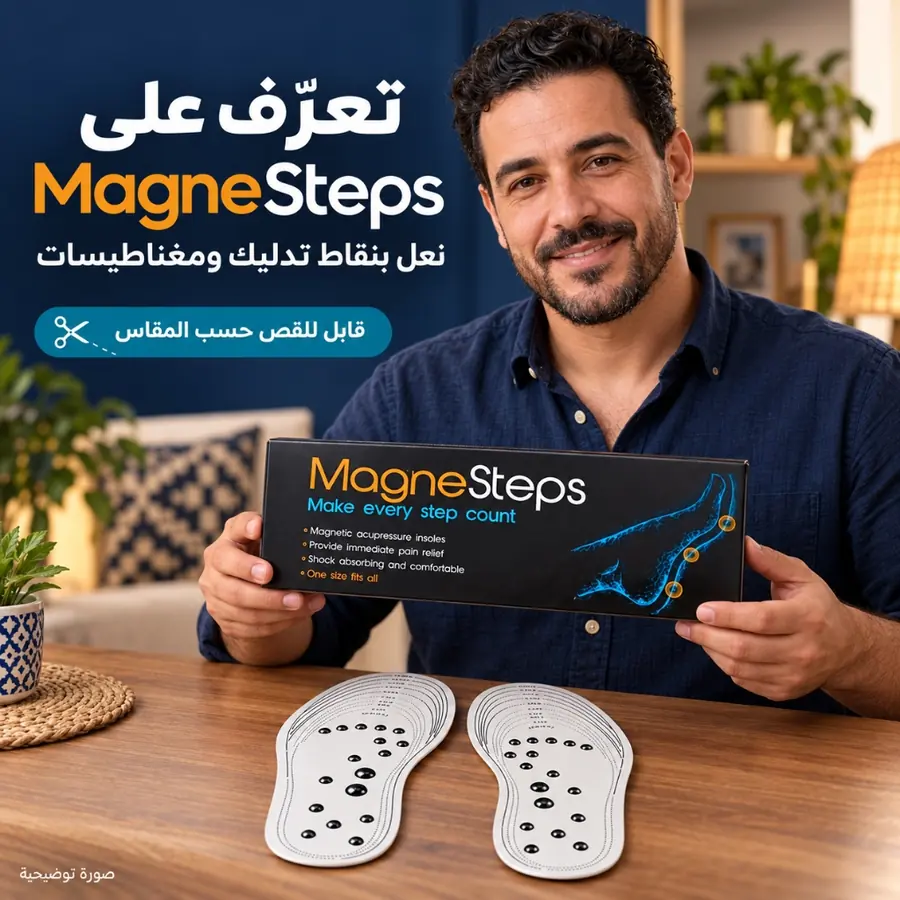 تعرّف على
MagneSteps
نعل بنقاط تدليك ومغناطيسات
قابل للقص حسب المقاس
MagneSteps
Make every step count
Magnetic acupressure insoles
Provide immediate pain relief
Shock absorbing and comfortable
One size fits all
صورة توضيحية